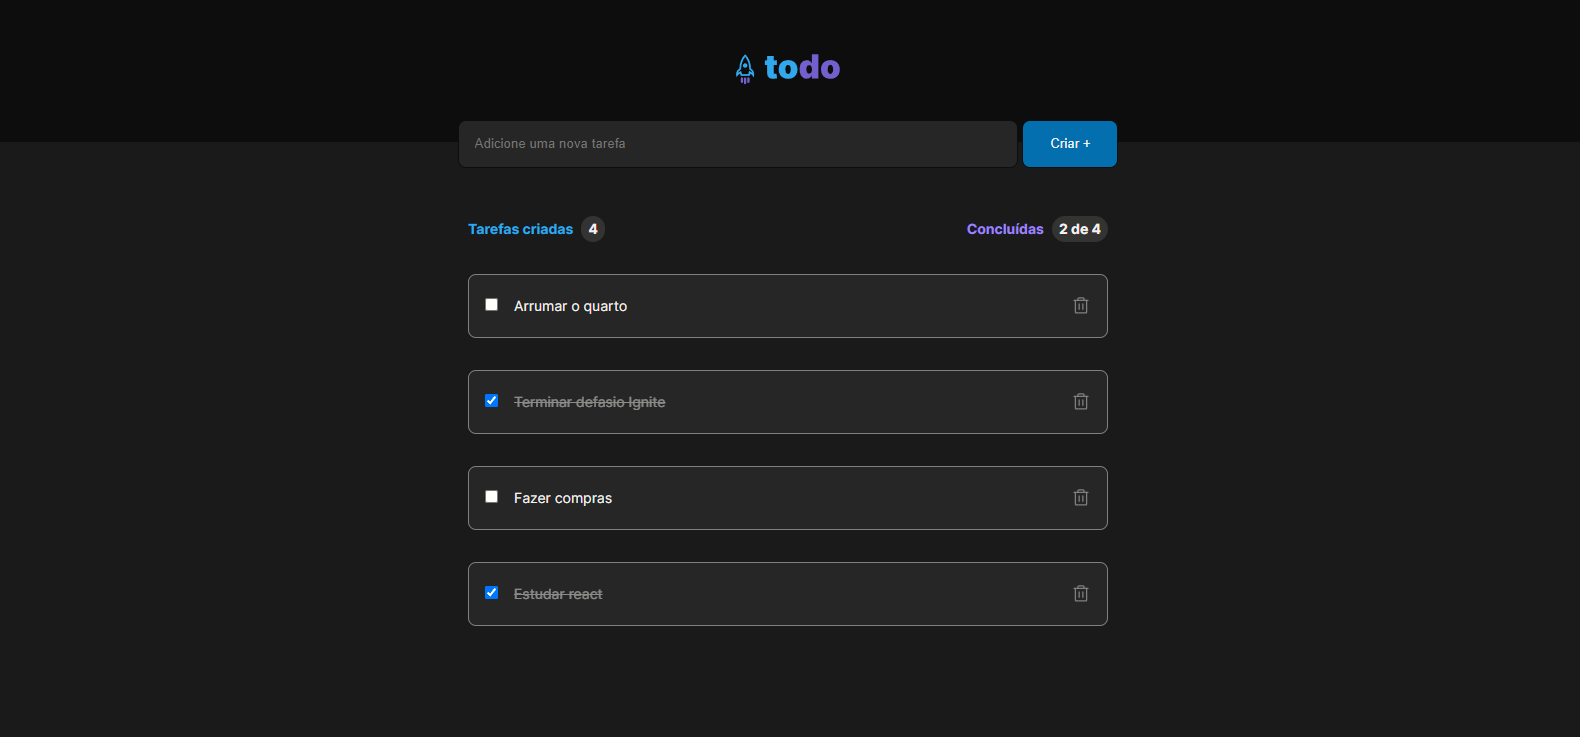 todo
Adicione uma nova tarefa
Criar +
Tarefas criadas 4
Concluídas 2 de 4
Arrumar o quarto
Terminar defasio Ignite
Fazer compras
Estudar react